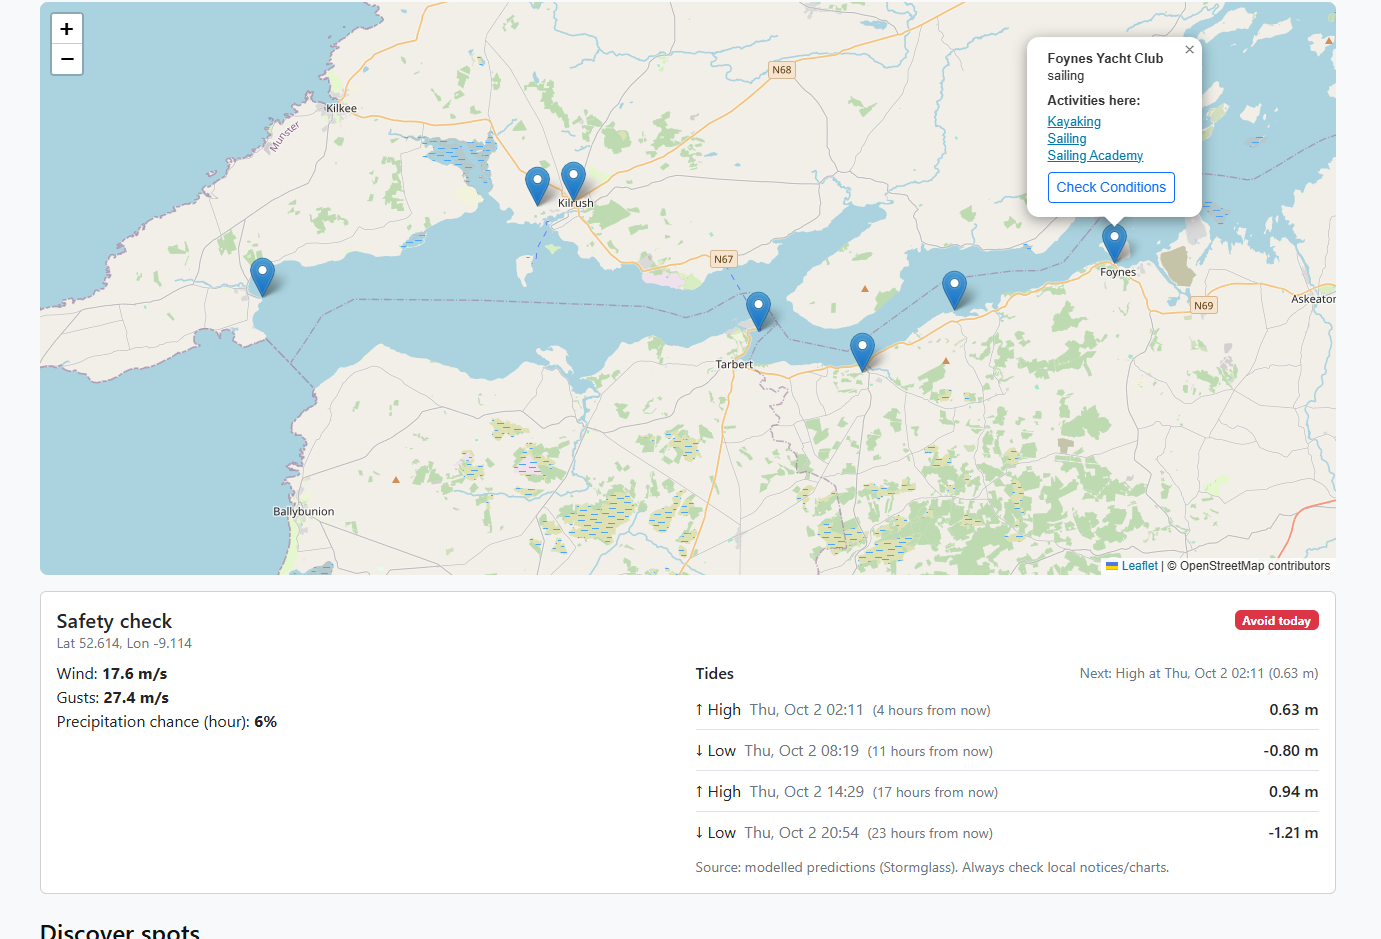 +
−
Kilkee
Munster
N68
Kilrush
N67
Tarbert
Ballybunion
Foynes
N69
Askeaton
Foynes Yacht Club
×
sailing
Activities here:
Kayaking
Sailing
Sailing Academy
Check Conditions
Leaflet | © OpenStreetMap contributors
Safety check
Avoid today
Lat 52.614, Lon -9.114
Wind: 17.6 m/s
Gusts: 27.4 m/s
Precipitation chance (hour): 6%
Tides
Next: High at Thu, Oct 2 02:11 (0.63 m)
↑ High Thu, Oct 2 02:11 (4 hours from now) 0.63 m
↓ Low Thu, Oct 2 08:19 (11 hours from now) -0.80 m
↑ High Thu, Oct 2 14:29 (17 hours from now) 0.94 m
↓ Low Thu, Oct 2 20:54 (23 hours from now) -1.21 m
Source: modelled predictions (Stormglass). Always check local notices/charts.
Discover spots